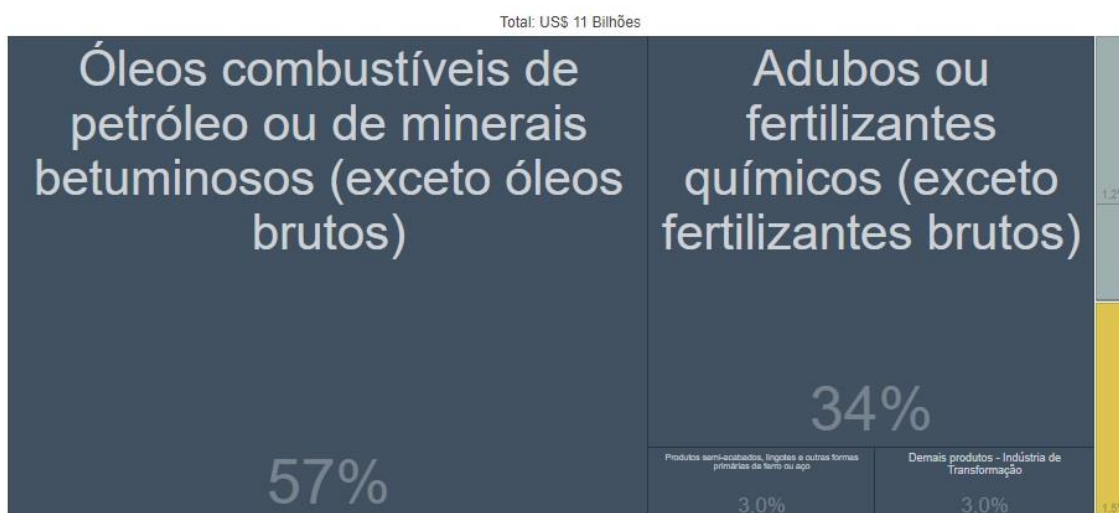 Total: US$ 11 Bilhões
Óleos combustíveis de
petróleo ou de minerais
betuminosos (exceto óleos
brutos)
57%
Adubos ou
fertilizantes
químicos (exceto
fertilizantes brutos)
34%
Produtos semi-acabados, lingotes e outras formas
primárias de ferro ou aço
3.0%
Demais produtos - Indústria de
Transformação
3.0%